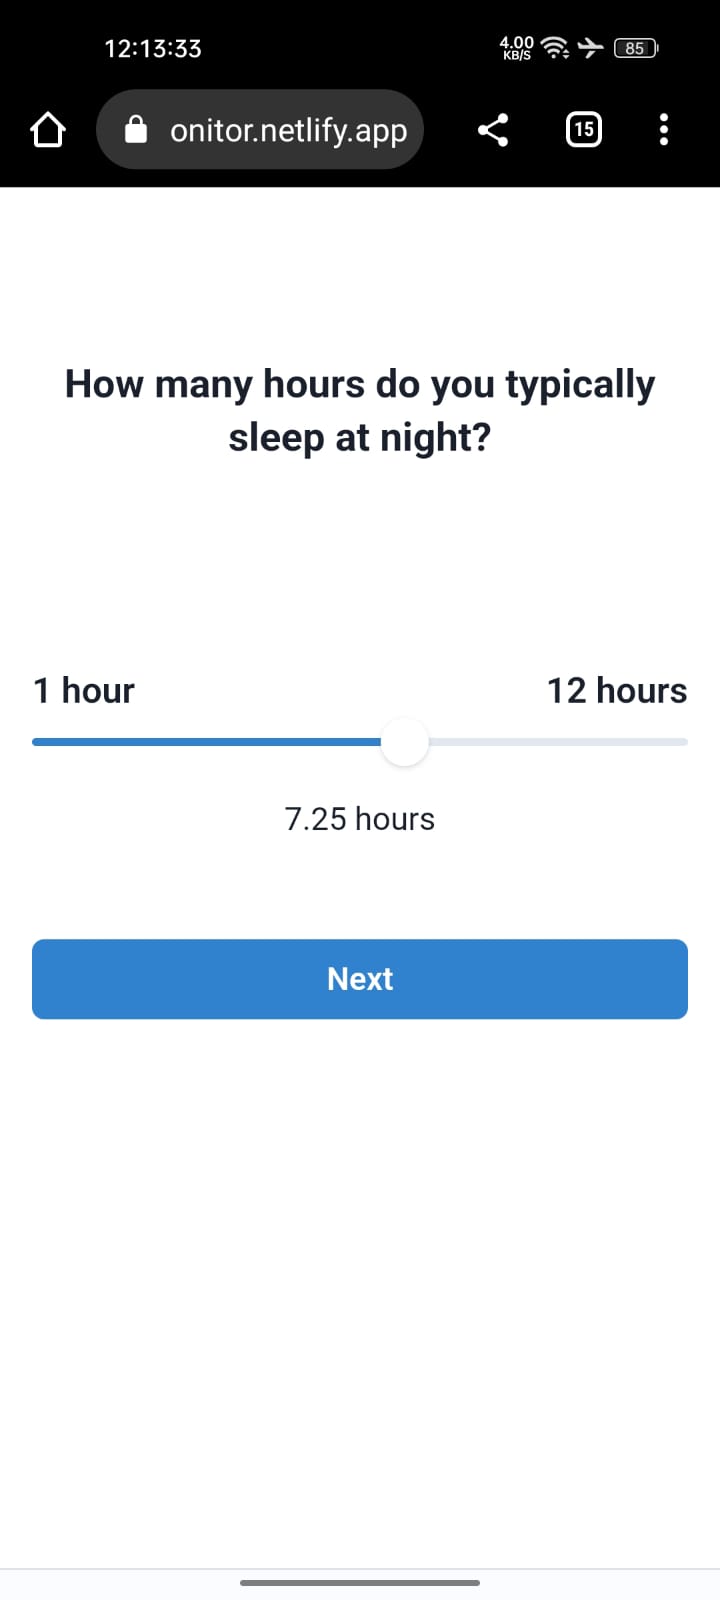 12:13:33
4.00
KB/S
85
onitor.netlify.app
15
How many hours do you typically
sleep at night?
1 hour
12 hours
7.25 hours
Next